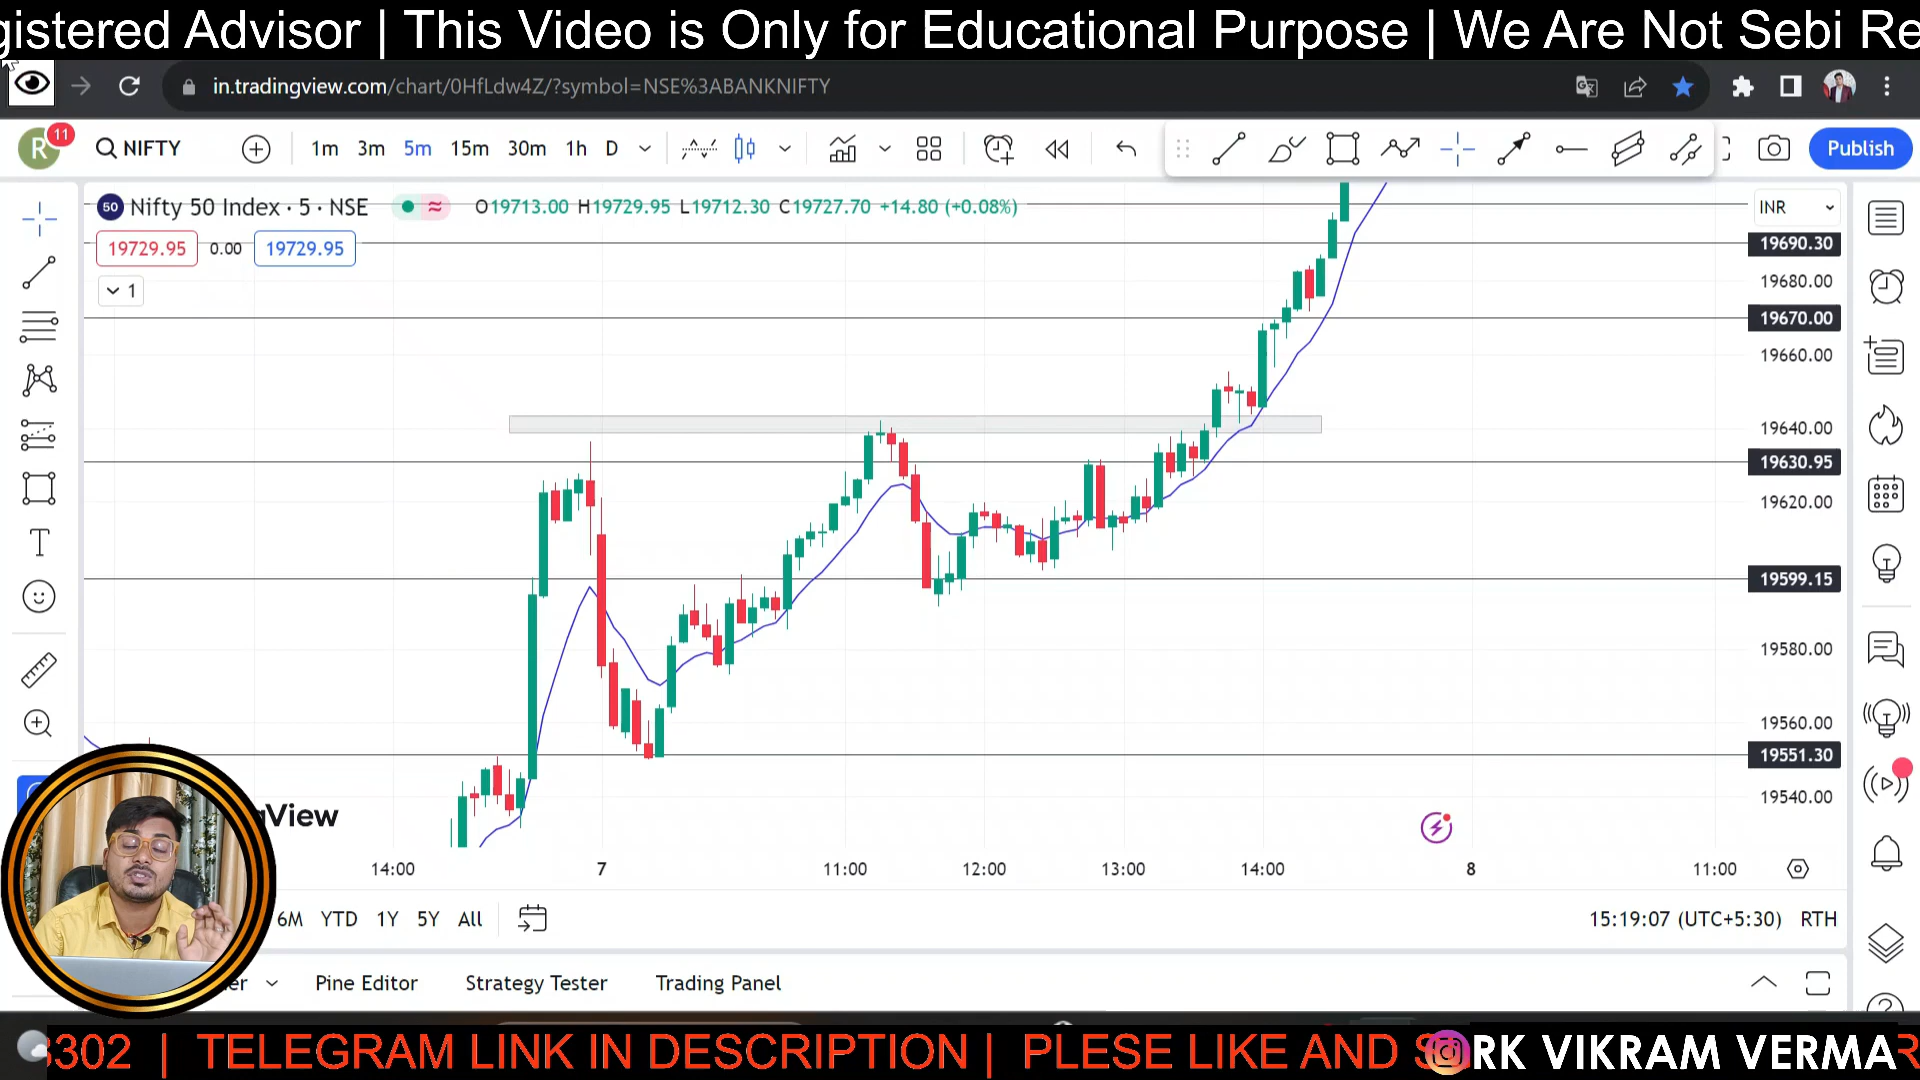 gistered Advisor | This Video is Only for Educational Purpose | We Are Not Sebi Re
in.tradingview.com/chart/0HfLdw4Z/?symbol=NSE%3ABANKNIFTY
R 11 NIFTY 1m 3m 5m 15m 30m 1h D Publish
50 Nifty 50 Index · 5 · NSE O19713.00 H19729.95 L19712.30 C19727.70 +14.80 (+0.08%) INR
19729.95 0.00 19729.95
1
19690.30
19680.00
19670.00
19660.00
19640.00
19630.95
19620.00
19599.15
19580.00
19560.00
19551.30
19540.00
gView
14:00 7 11:00 12:00 13:00 14:00 8 11:00
6M YTD 1Y 5Y All 15:19:07 (UTC+5:30) RTH
er Pine Editor Strategy Tester Trading Panel
3302 | TELEGRAM LINK IN DESCRIPTION | PLESE LIKE AND S RK VIKRAM VERMA